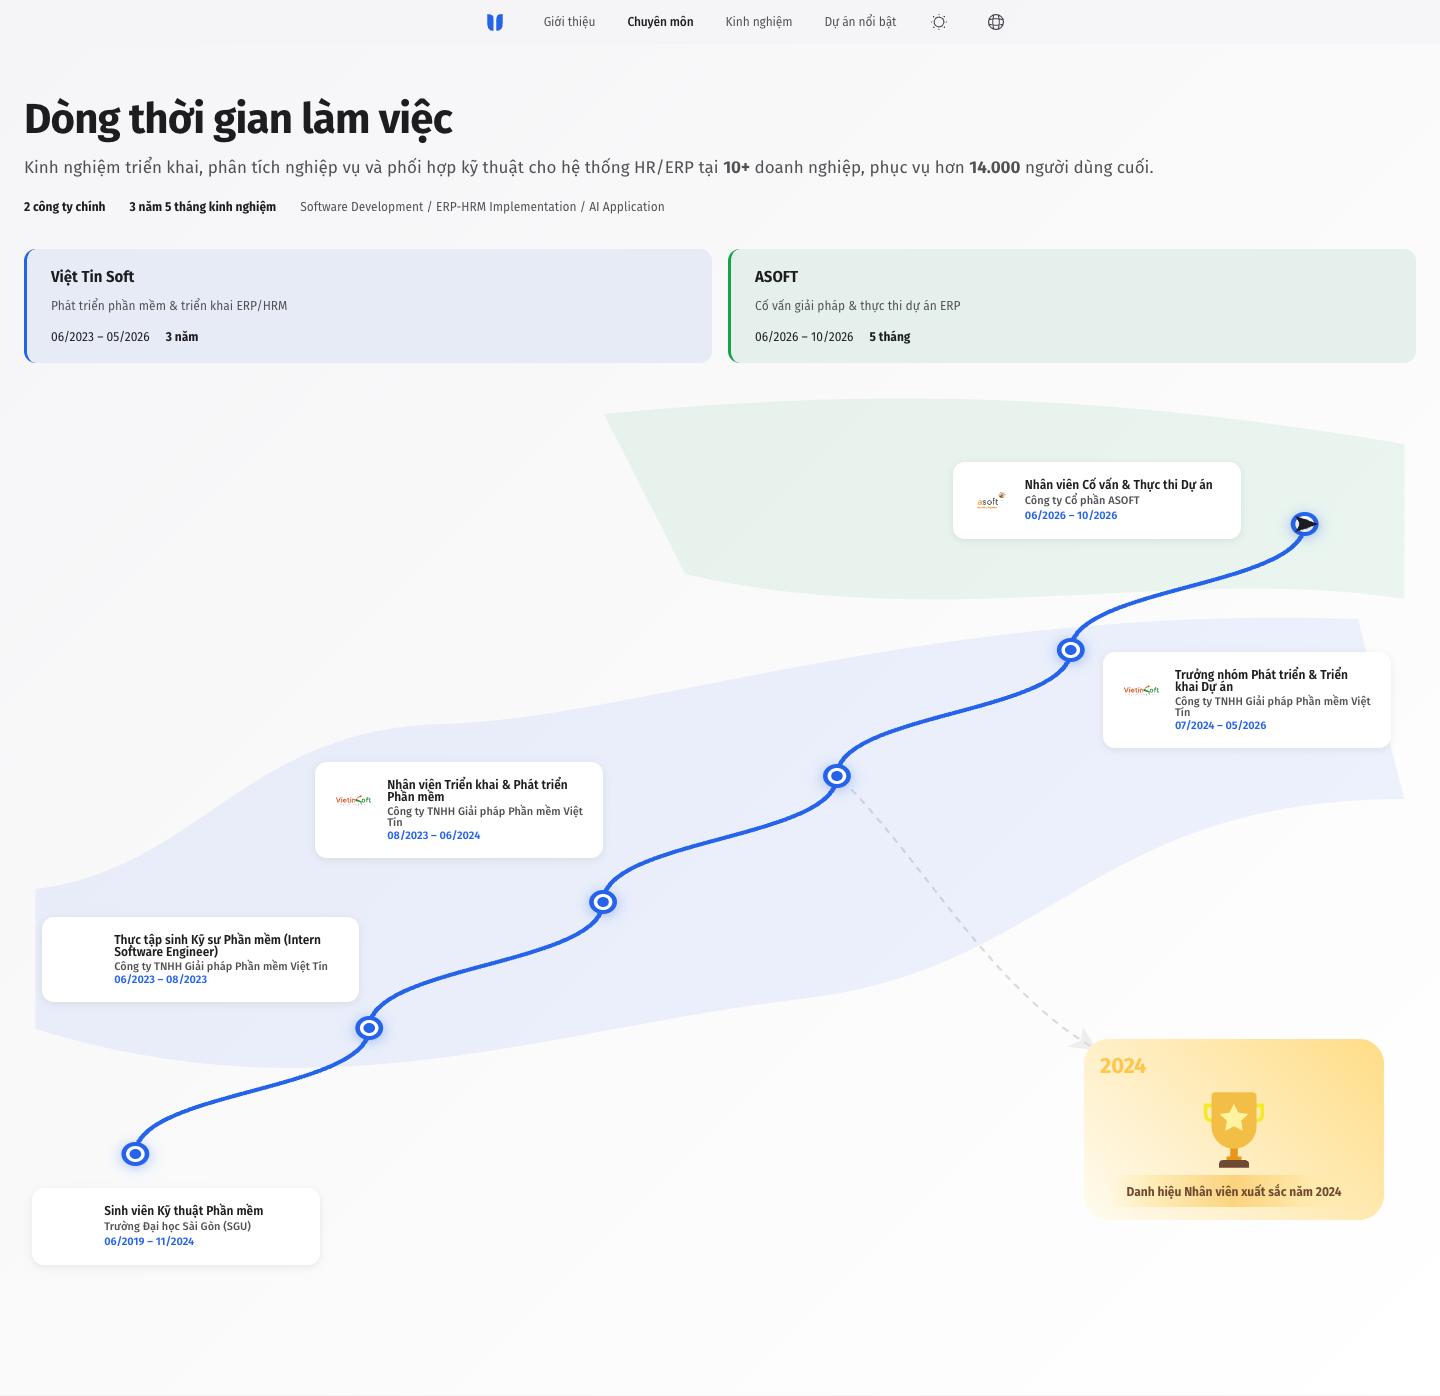 Giới thiệu
Chuyên môn
Kinh nghiệm
Dự án nổi bật
Dòng thời gian làm việc
Kinh nghiệm triển khai, phân tích nghiệp vụ và phối hợp kỹ thuật cho hệ thống HR/ERP tại 10+ doanh nghiệp, phục vụ hơn 14.000 người dùng cuối.
2 công ty chính
3 năm 5 tháng kinh nghiệm
Software Development / ERP-HRM Implementation / AI Application
Việt Tin Soft
Phát triển phần mềm & triển khai ERP/HRM
06/2023 – 05/2026 3 năm
ASOFT
Cố vấn giải pháp & thực thi dự án ERP
06/2026 – 10/2026 5 tháng
asoft
Nhân viên Cố vấn & Thực thi Dự án
Công ty Cổ phần ASOFT
06/2026 – 10/2026
VietinSoft
Trưởng nhóm Phát triển & Triển
khai Dự án
Công ty TNHH Giải pháp Phần mềm Việt
Tín
07/2024 – 05/2026
VietinSoft
Nhân viên Triển khai & Phát triển
Phần mềm
Công ty TNHH Giải pháp Phần mềm Việt
Tín
08/2023 – 06/2024
Thực tập sinh Kỹ sư Phần mềm (Intern
Software Engineer)
Công ty TNHH Giải pháp Phần mềm Việt Tín
06/2023 – 08/2023
2024
Danh hiệu Nhân viên xuất sắc năm 2024
Sinh viên Kỹ thuật Phần mềm
Trường Đại học Sài Gòn (SGU)
06/2019 – 11/2024